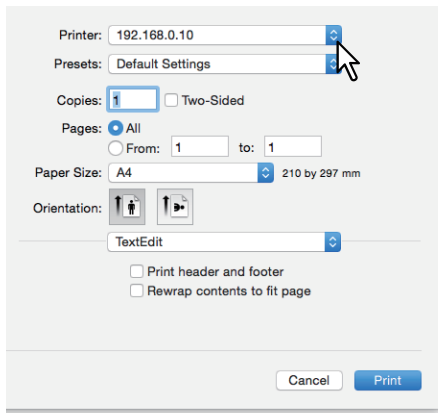 Printer: 192.168.0.10
Presets: Default Settings
Copies: 1 Two-Sided
Pages: All
From: 1 to: 1
Paper Size: A4 210 by 297 mm
Orientation:
TextEdit
Print header and footer
Rewrap contents to fit page
Cancel Print